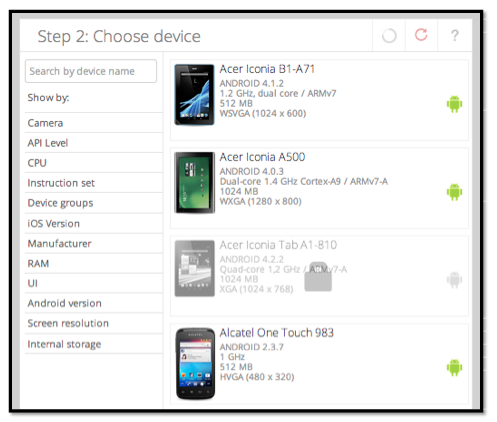 Step 2: Choose device
?
Search by device name
Show by:
Camera
API Level
CPU
Instruction set
Device groups
iOS Version
Manufacturer
RAM
UI
Android version
Screen resolution
Internal storage
Acer Iconia B1-A71
ANDROID 4.1.2
1.2 GHz, dual core / ARMv7
512 MB
WSVGA (1024 x 600)
Acer Iconia A500
ANDROID 4.0.3
Dual-core 1.4 GHz Cortex-A9 / ARMv7-A
1024 MB
WXGA (1280 x 800)
Acer Iconia Tab A1-810
ANDROID 4.2.2
Quad-core 1,2 GHz / ARMv7-A
1024 MB
XGA (1024 x 768)
Alcatel One Touch 983
ANDROID 2.3.7
1 GHz
512 MB
HVGA (480 x 320)